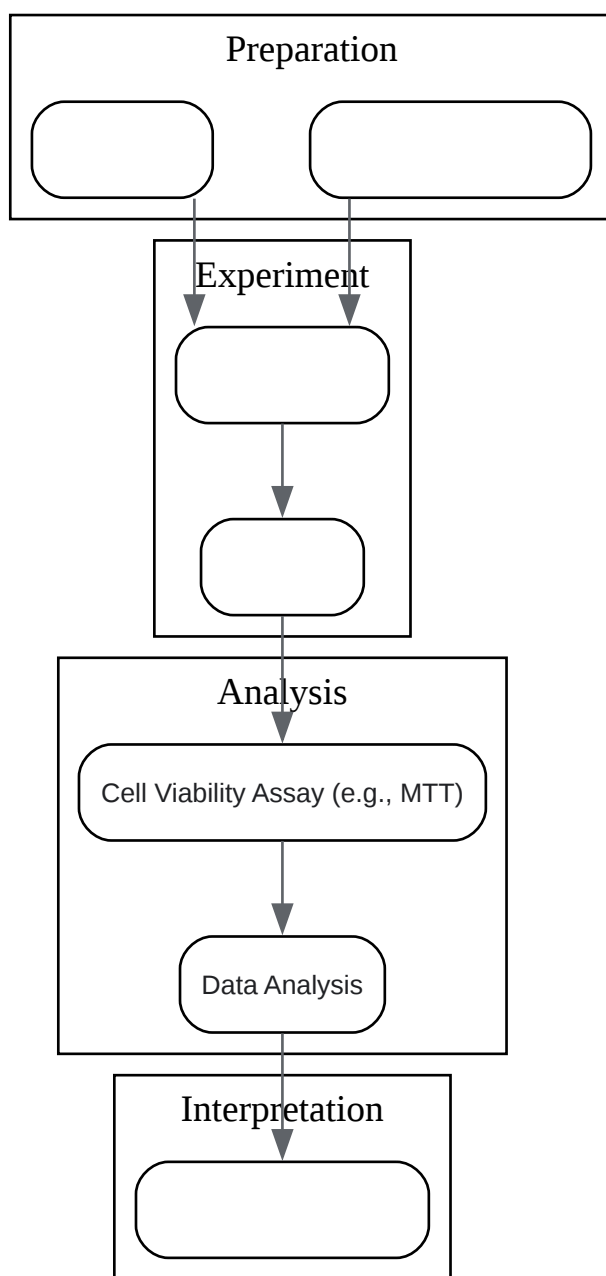 Preparation
Experiment
Analysis
Cell Viability Assay (e.g., MTT)
Data Analysis
Interpretation